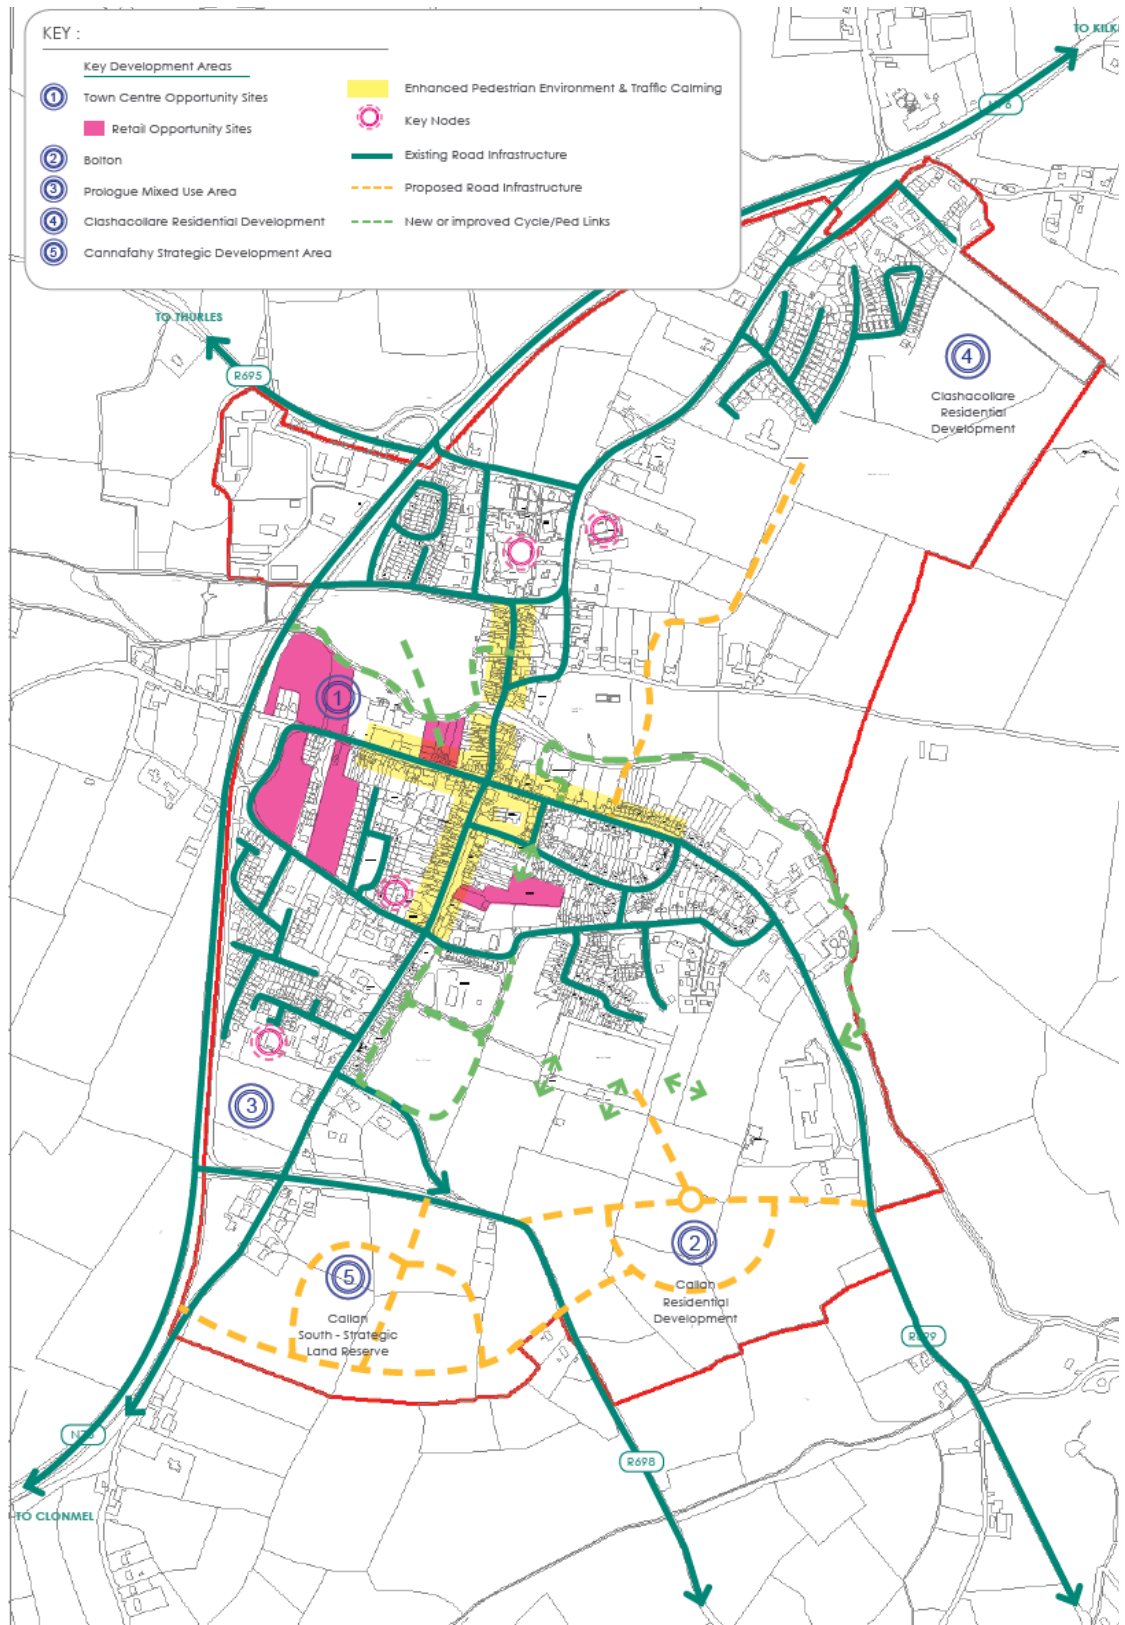 KEY :
Key Development Areas
1 Town Centre Opportunity Sites
Retail Opportunity Sites
2 Bolton
3 Prologue Mixed Use Area
4 Clashacollare Residential Development
5 Cannafahy Strategic Development Area
Enhanced Pedestrian Environment & Traffic Calming
Key Nodes
Existing Road Infrastructure
Proposed Road Infrastructure
New or improved Cycle/Ped Links
TO KILK
TO THURLES
R695
4
Clashacollare
Residential
Development
1
3
2
Callan
Residential
Development
5
Callan
South - Strategic
Land Reserve
R698
TO CLONMEL